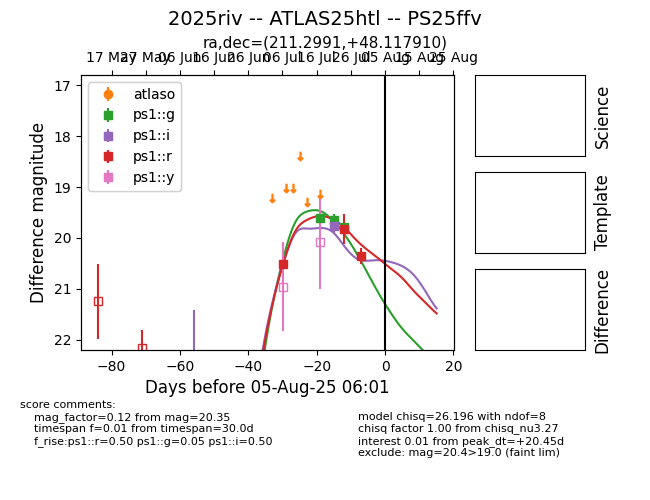 2025riv -- ATLAS25htl -- PS25ffv
ra,dec=(211.2991,+48.117910)
17 May 27 May 06 Jun 16 Jun 26 Jun 06 Jul 16 Jul 26 Jul 05 Aug 15 Aug 25 Aug
17
18
19
20
21
22
Difference magnitude
atlaso
ps1::g
ps1::i
ps1::r
ps1::y
−80 −60 −40 −20 0 20
Days before 05-Aug-25 06:01
Science
Template
Difference
score comments:
mag_factor=0.12 from mag=20.35
timespan f=0.01 from timespan=30.0d
f_rise:ps1::r=0.50 ps1::g=0.05 ps1::i=0.50
model chisq=26.196 with ndof=8
chisq factor 1.00 from chisq_nu3.27
interest 0.01 from peak_dt=+20.45d
exclude: mag=20.4>19.0 (faint lim)